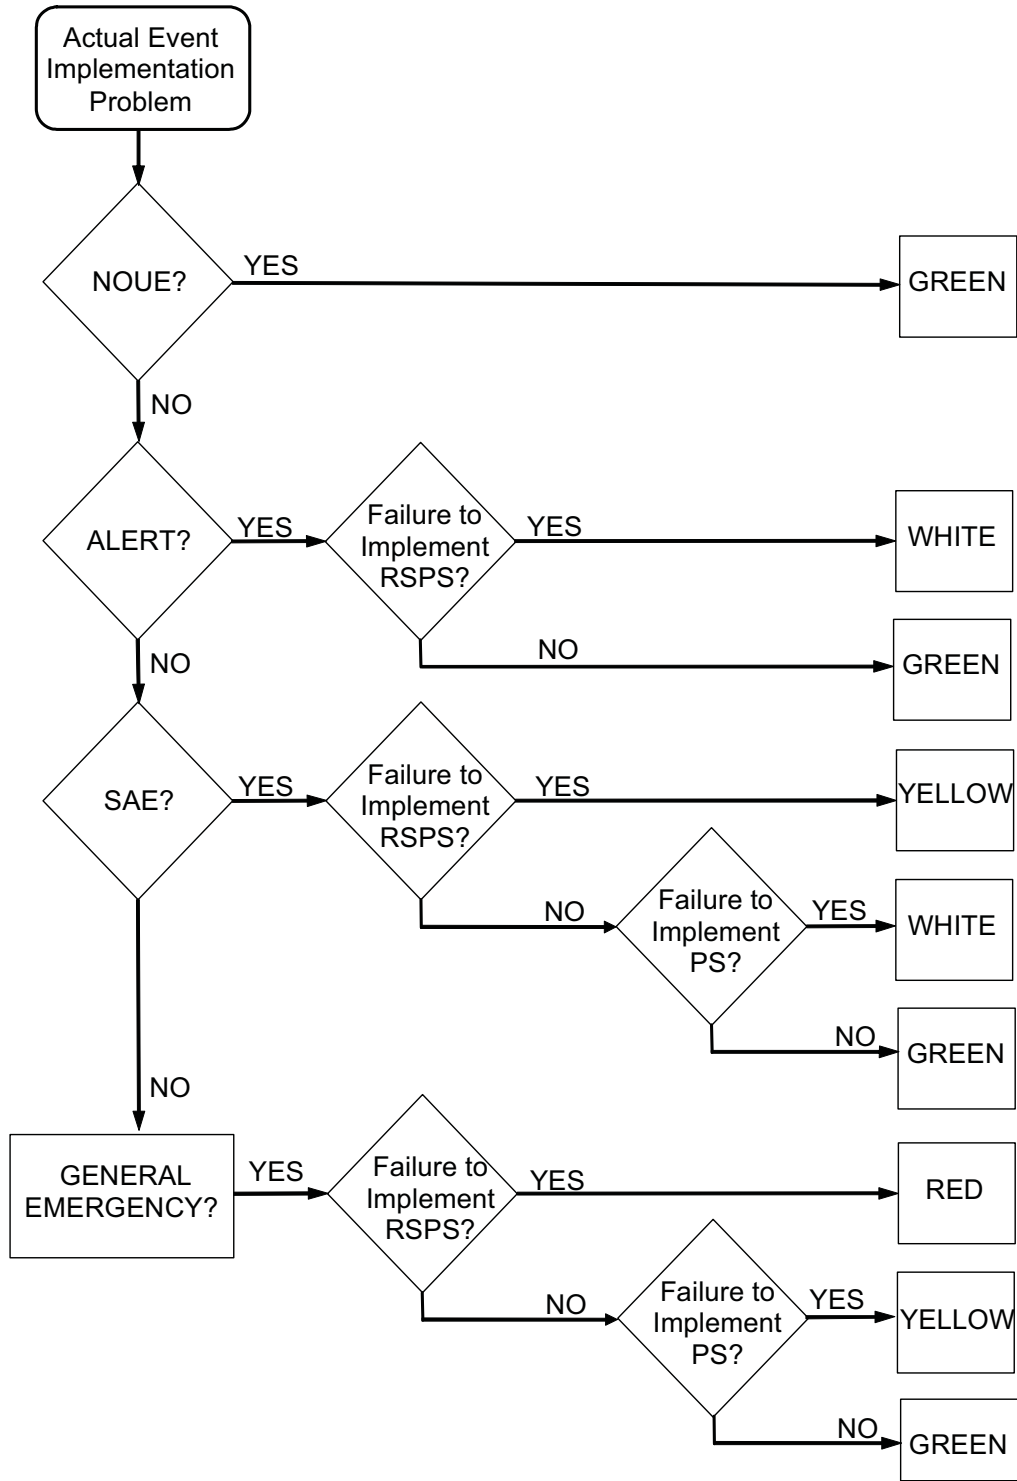 Actual Event
Implementation
Problem
NOUE?
YES
GREEN
NO
ALERT?
YES
Failure to
Implement
RSPS?
YES
WHITE
NO
GREEN
NO
SAE?
YES
Failure to
Implement
RSPS?
YES
YELLOW
NO
Failure to
Implement
PS?
YES
WHITE
NO
GREEN
NO
GENERAL
EMERGENCY?
YES
Failure to
Implement
RSPS?
YES
RED
NO
Failure to
Implement
PS?
YES
YELLOW
NO
GREEN